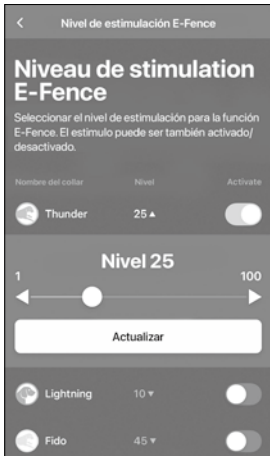 Nivel de estimulación E-Fence
Niveau de stimulation
E-Fence
Seleccionar el nivel de estimulación para la función
E-Fence. El estímulo puede ser también activado/
desactivado.
Nombre del collar Nivel Activate
Thunder 25 ▲
Nivel 25
1 100
Actualizar
Lightning 10 ▼
Fido 45 ▼